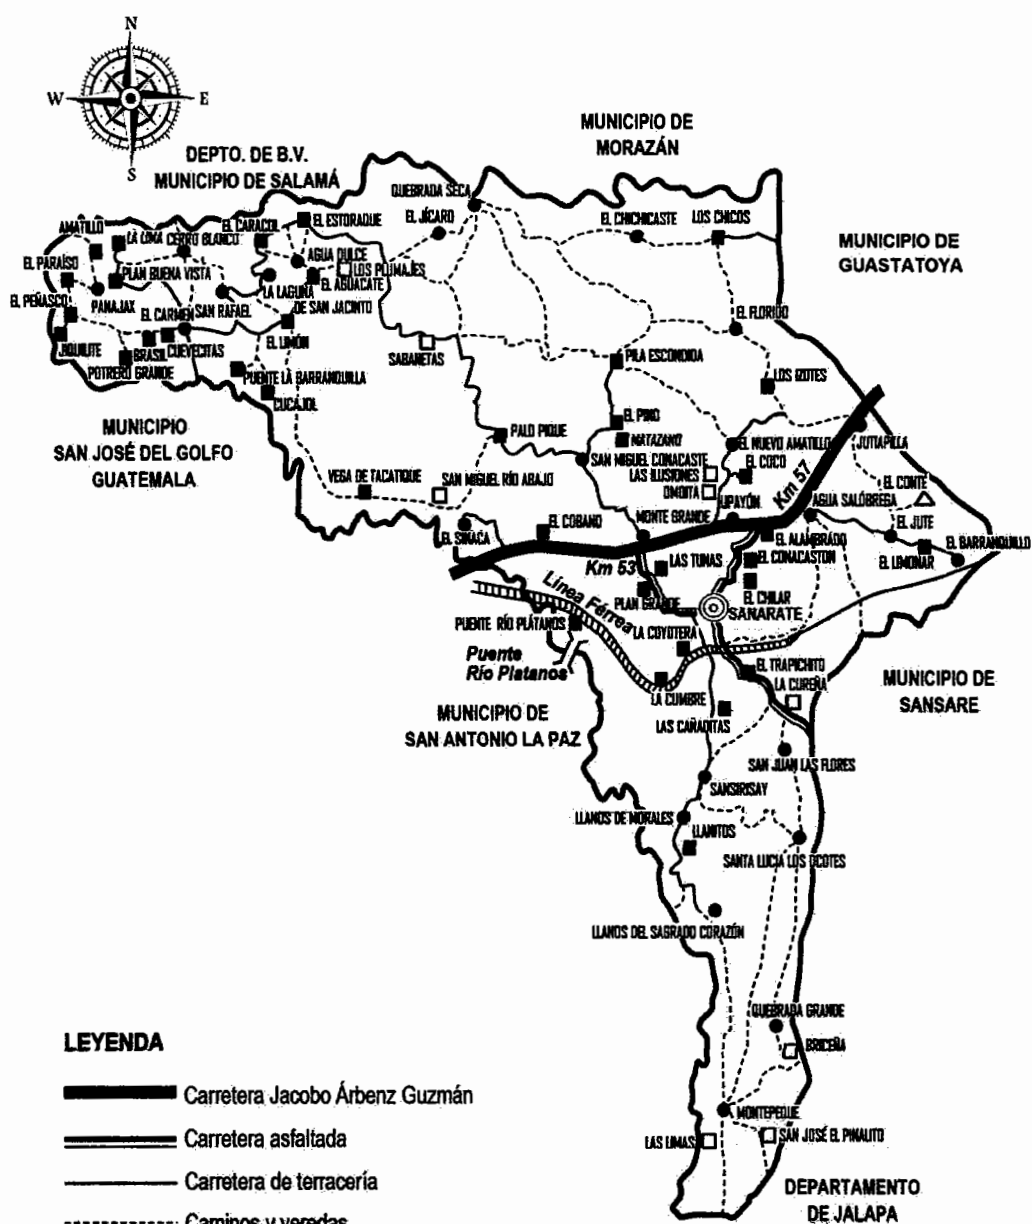 N
W
E
S
MUNICIPIO DE
MORAZÁN
DEPTO. DE B.V.
MUNICIPIO DE SALAMÁ
QUEBRADA SECA
EL JÍCARO
EL CHICHICASTE
LOS CHICOS
MUNICIPIO DE
GUASTATOYA
EL ESTORAQUE
EL CARACOL
AMATILLO
LA LIMA
CERRO BLANCO
AGUA DULCE
LOS PLUMAJES
EL PARAÍSO
PLAN BUENA VISTA
EL AGUACATE
LA LAGUNA
DE SAN JACINTO
EL PEÑASCO
PANAJAX
EL CARMEN
SAN RAFAEL
EL FLORIDO
JIQUILITE
BRASIL
CUEVECITAS
EL LIMÓN
SABANETAS
PILA ESCONDIDA
POTRERO GRANDE
PUENTE LA BARRANQUILLA
CUCAJOL
LOS IZOTES
MUNICIPIO
SAN JOSÉ DEL GOLFO
GUATEMALA
EL PINO
MATAZANO
PALO PIQUE
EL NUEVO AMATILLO
JUTIAPILLA
SAN MIGUEL CONACASTE
LAS ILUSIONES
EL COCO
VEGA DE TACATIQUE
SAN MIGUEL RÍO ABAJO
OMOITA
Km 57
EL CONTE
AGUA SALÓBREGA
MONTE GRANDE
UPAYÓN
EL SINACA
EL COBANO
EL ALAMBRADO
EL JUTE
EL BARRANQUILLO
EL CONACASTON
EL LIMONAR
Km 53
LAS TUNAS
EL CHILAR
Línea Férrea
PLAN GRANDE
SANARATE
PUENTE RÍO PLÁTANOS
LA COYOTERA
Puente
Río Platanos
EL TRAPICHITO
LA CUREÑA
MUNICIPIO DE
SANSARE
LA CUMBRE
MUNICIPIO DE
SAN ANTONIO LA PAZ
LAS CAÑADITAS
SAN JUAN LAS FLORES
SANSIRISAY
LLANOS DE MORALES
LLANITOS
SANTA LUCIA LOS OCOTES
LLANOS DEL SAGRADO CORAZÓN
QUEBRADA GRANDE
BRICEÑA
LEYENDA
Carretera Jacobo Árbenz Guzmán
Carretera asfaltada
Carretera de terracería
Caminos y veredas
MONTEPEQUE
LAS LIMAS
SAN JOSÉ EL PINALITO
DEPARTAMENTO
DE JALAPA